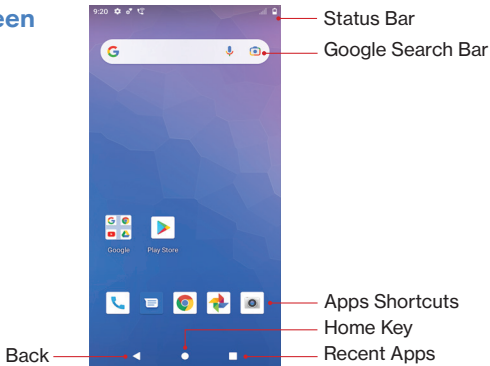 een
9:20
Status Bar
Google Search Bar
Google
Play Store
Apps Shortcuts
Home Key
Back
Recent Apps